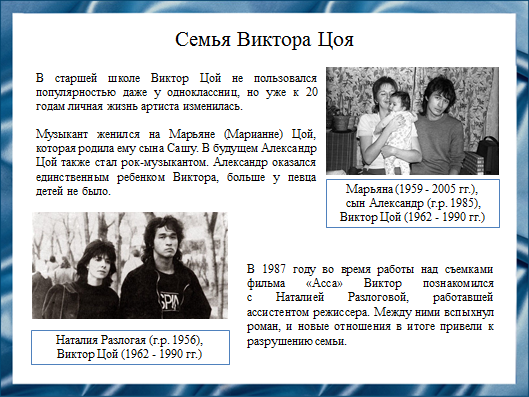 Семья Виктора Цоя
В старшей школе Виктор Цой не пользовался
популярностью даже у одноклассниц, но уже к 20
годам личная жизнь артиста изменилась.
Музыкант женился на Марьяне (Марианне) Цой,
которая родила ему сына Сашу. В будущем Александр
Цой также стал рок-музыкантом. Александр оказался
единственным ребенком Виктора, больше у певца
детей не было.
Марьяна (1959 - 2005 гг.),
сын Александр (г.р. 1985),
Виктор Цой (1962 - 1990 гг.)
Наталия Разлогая (г.р. 1956),
Виктор Цой (1962 - 1990 гг.)
В 1987 году во время работы над съемками
фильма «Асса» Виктор познакомился
с Наталией Разлоговой, работавшей
ассистентом режиссера. Между ними вспыхнул
роман, и новые отношения в итоге привели к
разрушению семьи.